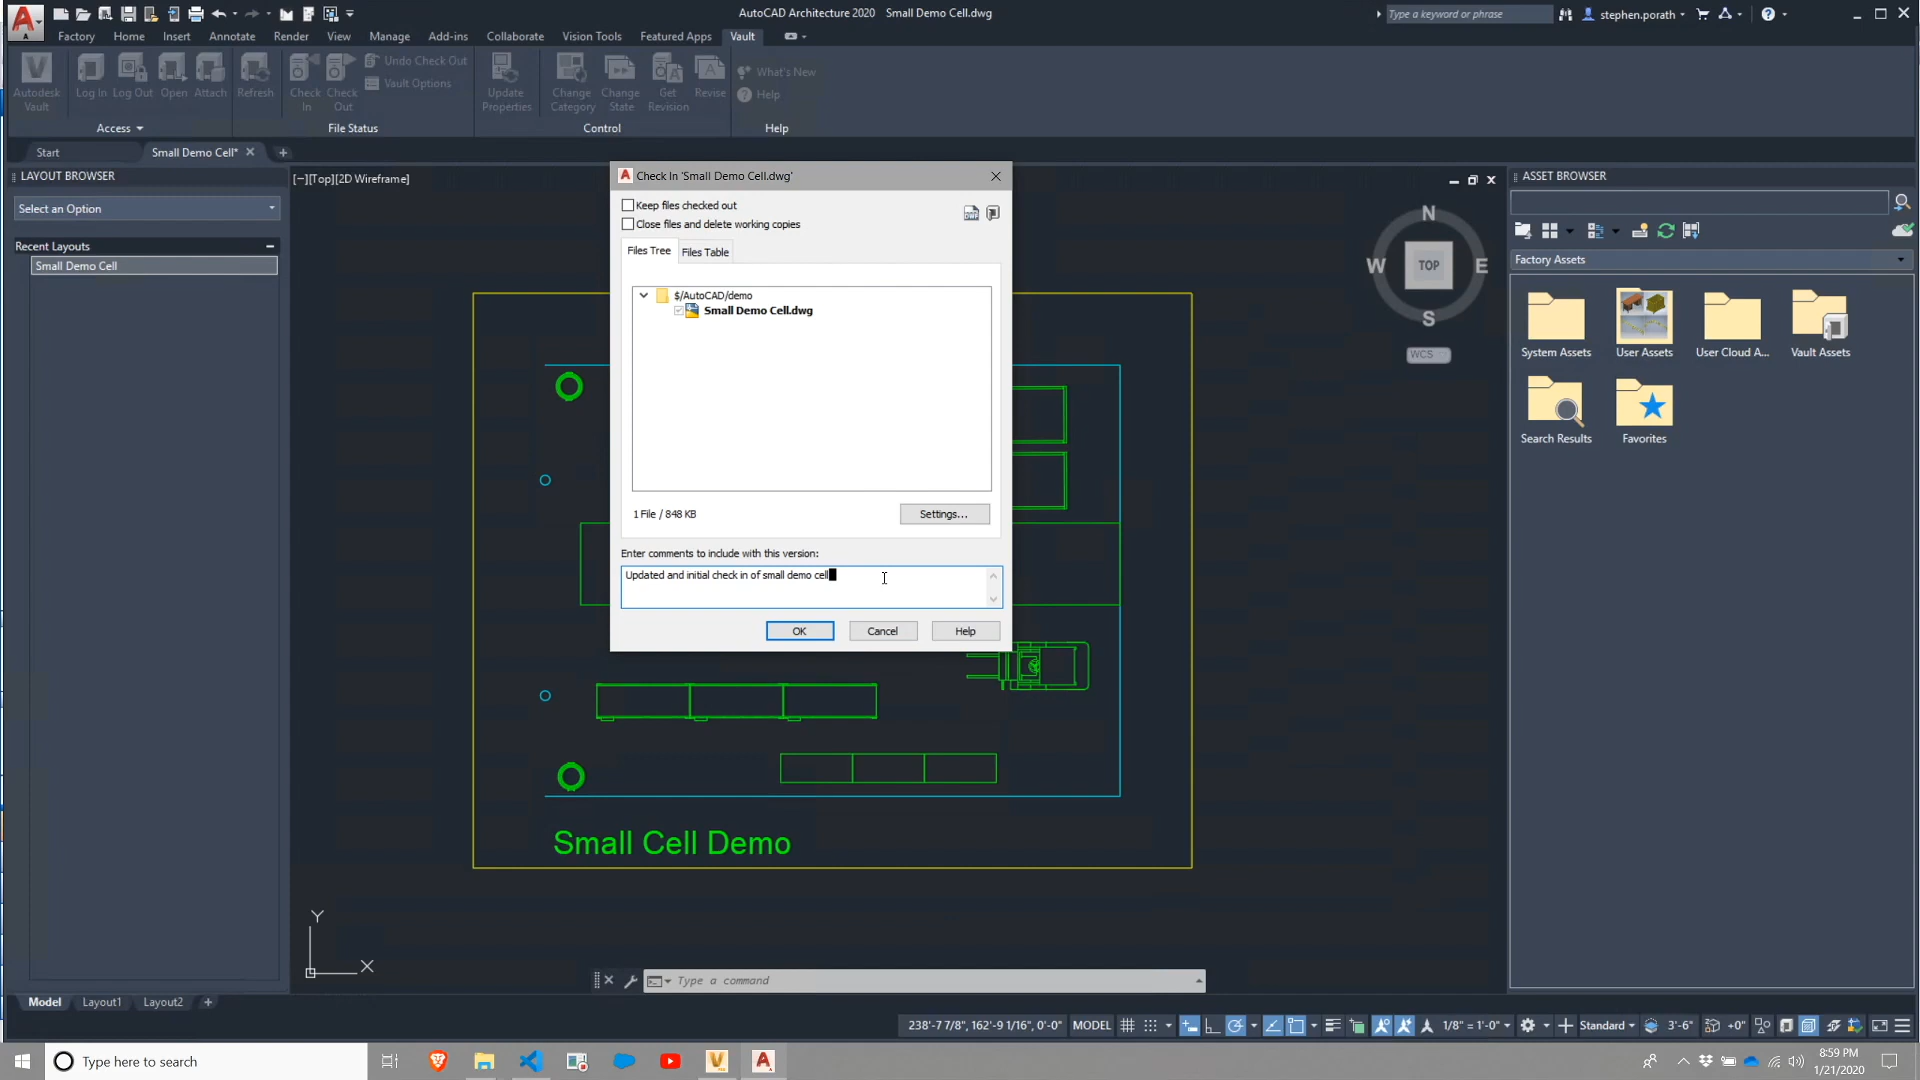 AutoCAD Architecture 2020 Small Demo Cell.dwg
Type a keyword or phrase
stephen.porath
Factory Home Insert Annotate Render View Manage Add-ins Collaborate Vision Tools Featured Apps Vault
Autodesk Vault
Log In
Log Out
Open
Attach
Refresh
Check In
Check Out
Undo Check Out
Vault Options
Update Properties
Change Category
Change State
Get Revision
Revise
What's New
Help
Access
File Status
Control
Help
Start
Small Demo Cell*
LAYOUT BROWSER
Select an Option
Recent Layouts
Small Demo Cell
[−][Top][2D Wireframe]
Check In 'Small Demo Cell.dwg'
Keep files checked out
Close files and delete working copies
Files Tree
Files Table
$/AutoCAD/demo
Small Demo Cell.dwg
1 File / 848 KB
Settings...
Enter comments to include with this version:
Updated and initial check in of small demo cell
OK
Cancel
Help
N
W
TOP
E
S
WCS
ASSET BROWSER
Factory Assets
System Assets
User Assets
User Cloud A...
Vault Assets
Search Results
Favorites
Small Cell Demo
Y
X
Type a command
Model
Layout1
Layout2
238'-7 7/8", 162'-9 1/16", 0'-0"
MODEL
1/8" = 1'-0"
Standard
3'-6"
+0"
Type here to search
8:59 PM
1/21/2020